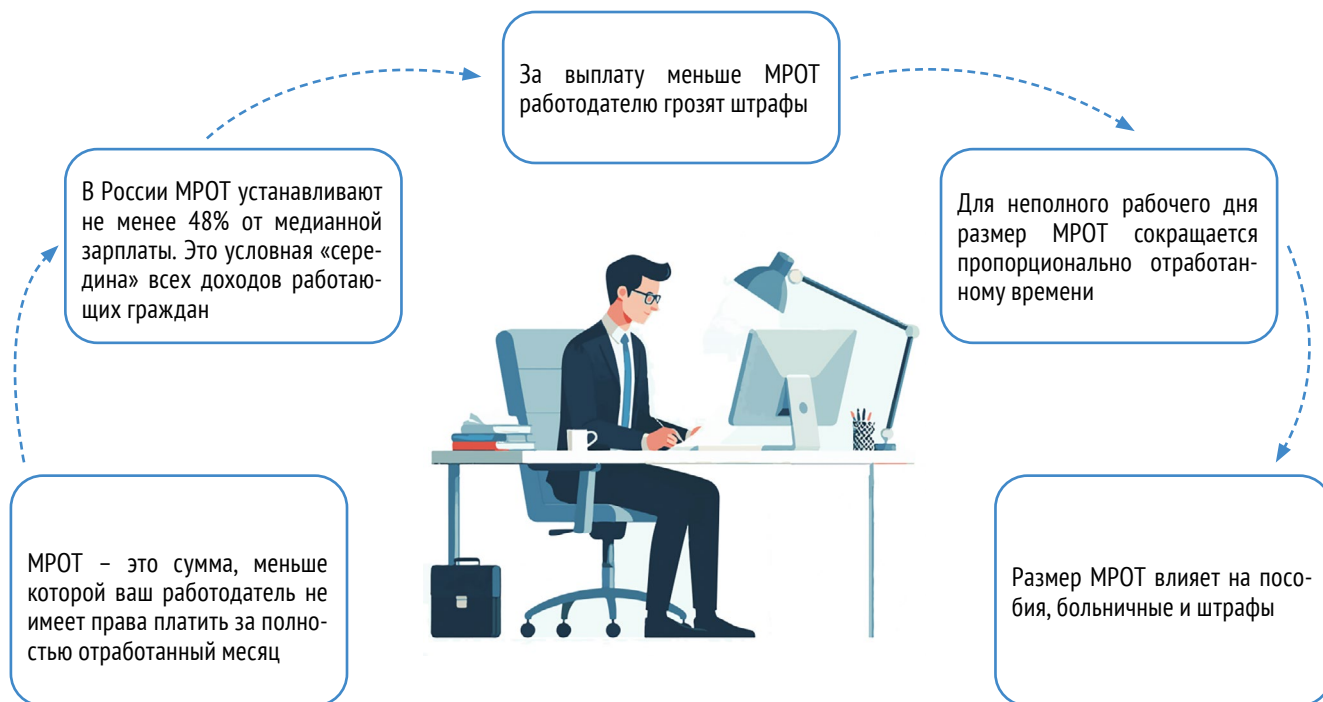 МРОТ – это сумма, меньше
которой ваш работодатель не
имеет права платить за полно-
стью отработанный месяц
В России МРОТ устанавливают
не менее 48% от медианной
зарплаты. Это условная «сере-
дина» всех доходов работаю-
щих граждан
За выплату меньше МРОТ
работодателю грозят штрафы
Для неполного рабочего дня
размер МРОТ сокращается
пропорционально отработан-
ному времени
Размер МРОТ влияет на посо-
бия, больничные и штрафы